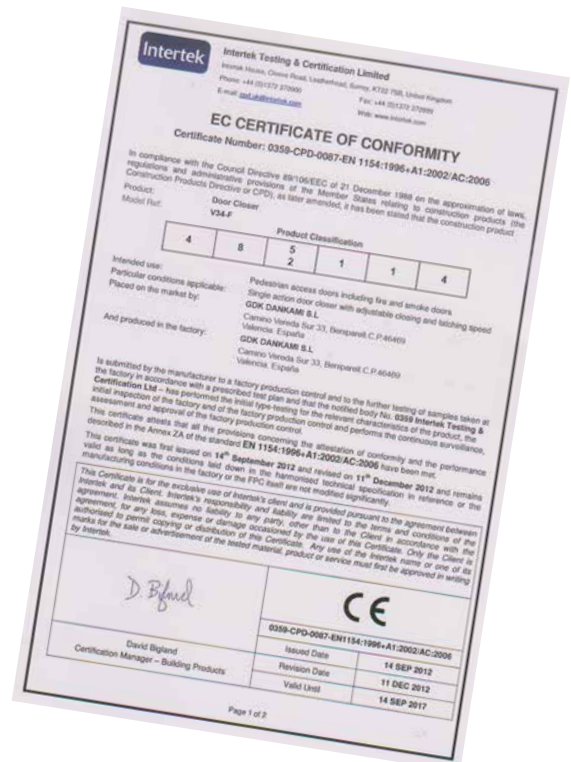 Intertek
Intertek Testing & Certification Limited
Intertek House, Cleeve Road, Leatherhead, Surrey, KT22 7SB, United Kingdom
Phone: +44 (0)1372 370900
Fax: +44 (0)1372 370999
E-mail:
Web: www.intertek.com
EC CERTIFICATE OF CONFORMITY
Certificate Number: 0359-CPD-0087-EN 1154:1996+A1:2002/AC:2006
In compliance with the Council Directive 89/106/EEC of 21 December 1988 on the approximation of laws,
regulations and administrative provisions of the Member States relating to construction products (the
Construction Products Directive or CPD), as later amended, it has been stated that the construction product
Product: Door Closer
Model Ref: V34-F
Product Classification
4 8 5 1 1 4
2
Intended use: Pedestrian access doors including fire and smoke doors
Particular conditions applicable: Single action door closer with adjustable closing and latching speed
Placed on the market by: GDK DANKAMI S.L
Camino Vereda Sur 33, Beniparell.C.P.46469
Valencia. España
And produced in the factory: GDK DANKAMI S.L
Camino Vereda Sur 33, Beniparell.C.P.46469
Valencia. España
Is submitted by the manufacturer to a factory production control and to the further testing of samples taken at
the factory in accordance with a prescribed test plan and that the notified body No. 0359 Intertek Testing &
Certification Ltd – has performed the initial type-testing for the relevant characteristics of the product, the
initial inspection of the factory and of the factory production control and performs the continuous surveillance,
assessment and approval of the factory production control.
This certificate attests that all the provisions concerning the attestation of conformity and the performance
described in the Annex ZA of the standard EN 1154:1996+A1:2002/AC:2006 have been met.
This certificate was first issued on 14th September 2012 and revised on 11th December 2012 and remains
valid as long as the conditions laid down in the harmonised technical specification in reference or the
manufacturing conditions in the factory or the FPC itself are not modified significantly.
This Certificate is for the exclusive use of Intertek's client and is provided pursuant to the agreement between
Intertek and its Client. Intertek's responsibility and liability are limited to the terms and conditions of the
agreement. Intertek assumes no liability to any party, other than to the Client in accordance with the
agreement, for any loss, expense or damage occasioned by the use of this Certificate. Only the Client is
authorised to permit copying or distribution of this Certificate. Any use of the Intertek name or one of its
marks for the sale or advertisement of the tested material, product or service must first be approved in writing
by Intertek.
CE
0359-CPD-0087-EN1154:1996+A1:2002/AC:2006
David Bigland
Certification Manager – Building Products
Issued Date 14 SEP 2012
Revision Date 11 DEC 2012
Valid Until 14 SEP 2017
Page 1 of 2